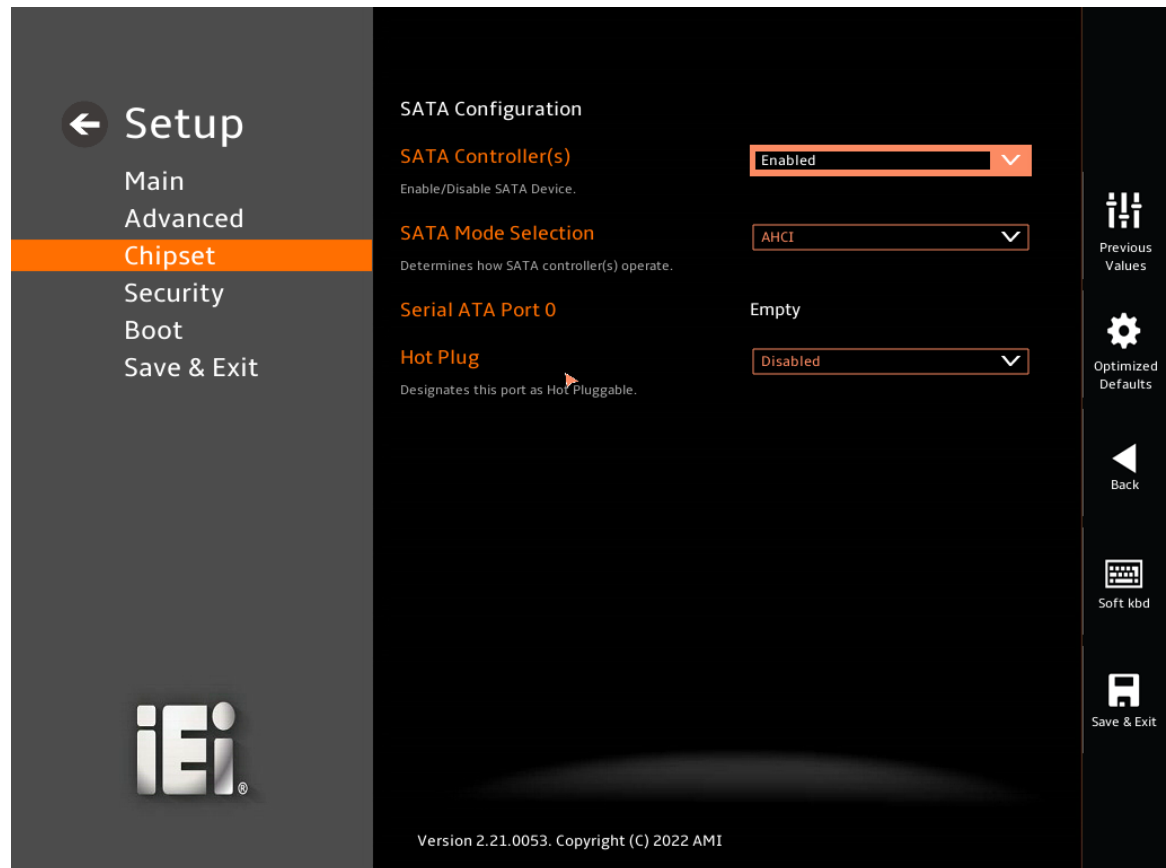 Setup
Main
Advanced
Chipset
Security
Boot
Save & Exit
iEi®
SATA Configuration
SATA Controller(s)
Enabled
Enable/Disable SATA Device.
SATA Mode Selection
AHCI
Determines how SATA controller(s) operate.
Serial ATA Port 0
Empty
Hot Plug
Disabled
Designates this port as Hot Pluggable.
Version 2.21.0053. Copyright (C) 2022 AMI
Previous
Values
Optimized
Defaults
Back
Soft kbd
Save & Exit